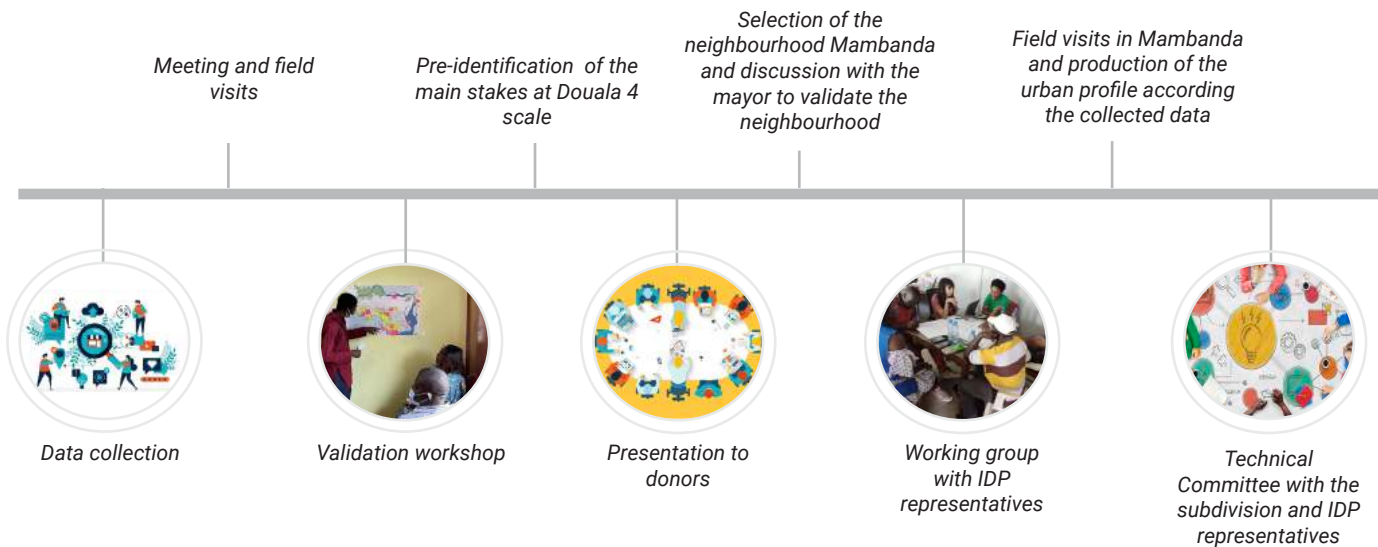 Meeting and field
visits
Pre-identification of the
main stakes at Douala 4
scale
Selection of the
neighbourhood Mambanda
and discussion with the
mayor to validate the
neighbourhood
Field visits in Mambanda
and production of the
urban profile according
the collected data
Data collection
Validation workshop
Presentation to
donors
Working group
with IDP
representatives
Technical
Committee with the
subdivision and IDP
representatives